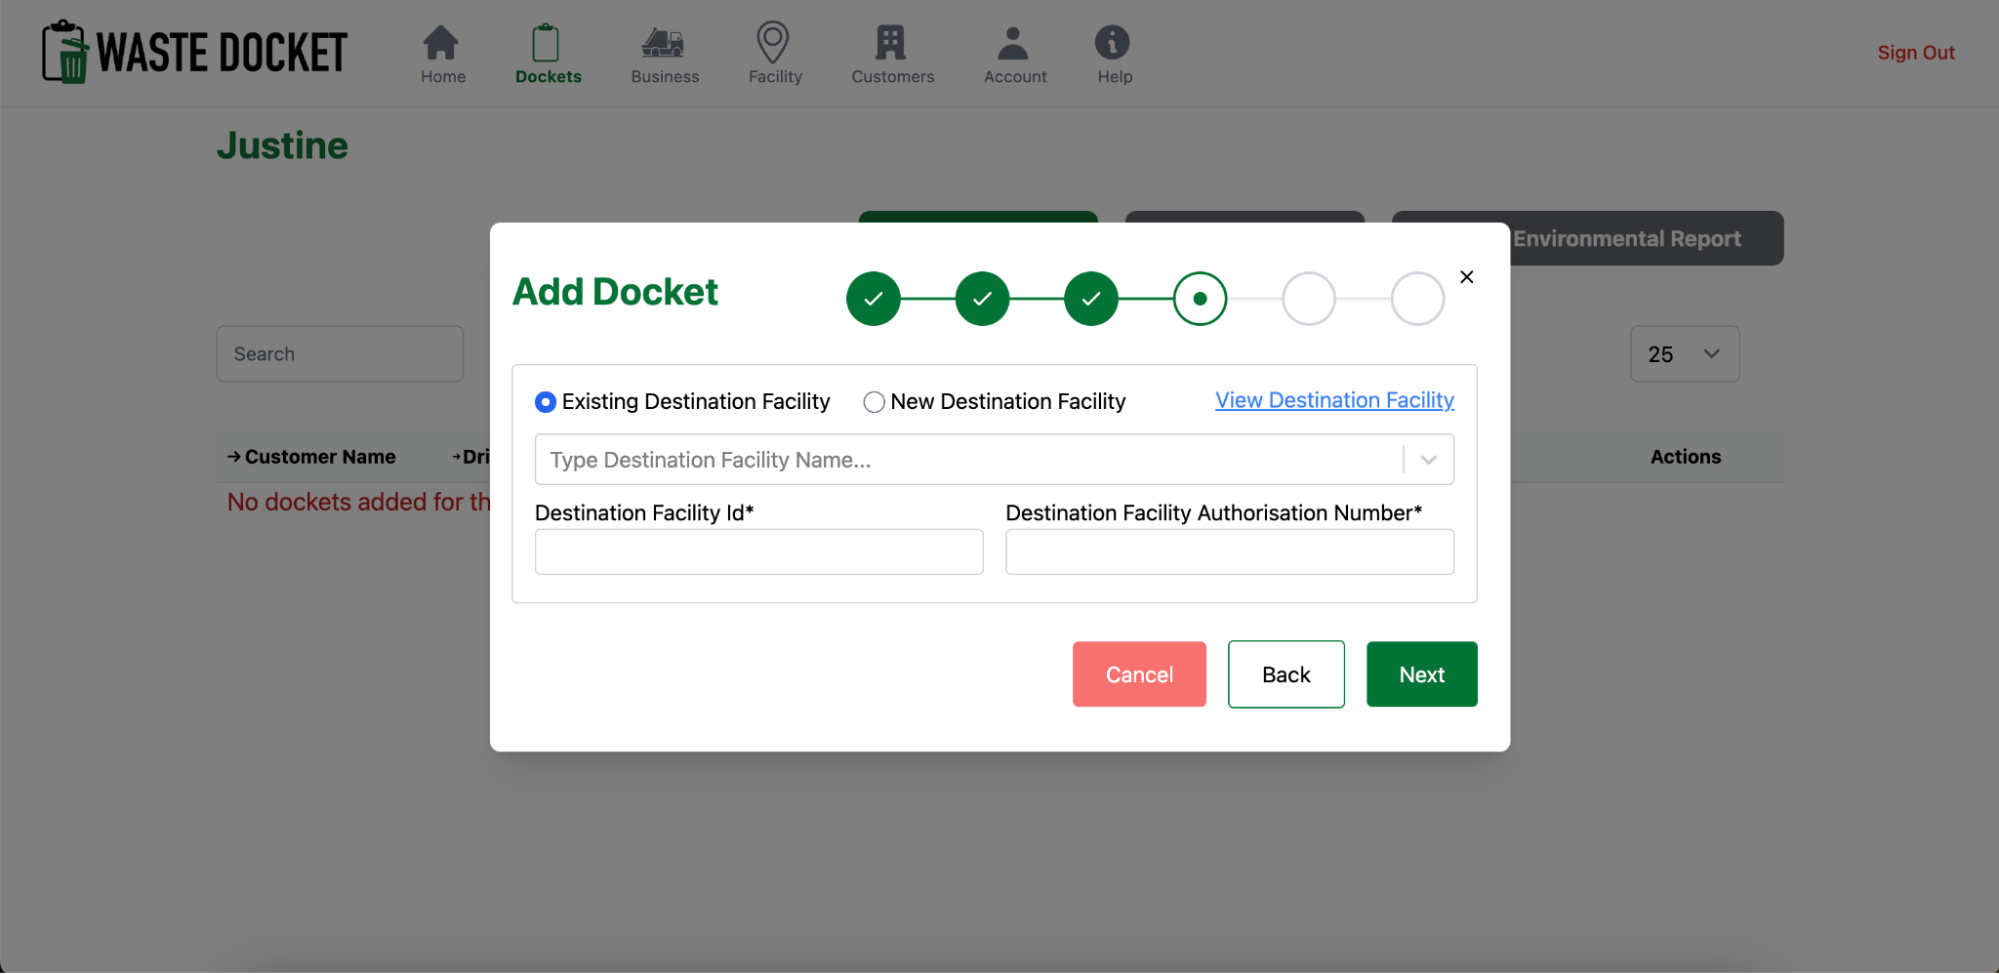 WASTE DOCKET
Home
Dockets
Business
Facility
Customers
Account
Help
Sign Out
Justine
Environmental Report
Add Docket
Search
25
Existing Destination Facility
New Destination Facility
View Destination Facility
Type Destination Facility Name...
→ Customer Name
→ Dri
Actions
No dockets added for th
Destination Facility Id*
Destination Facility Authorisation Number*
Cancel
Back
Next